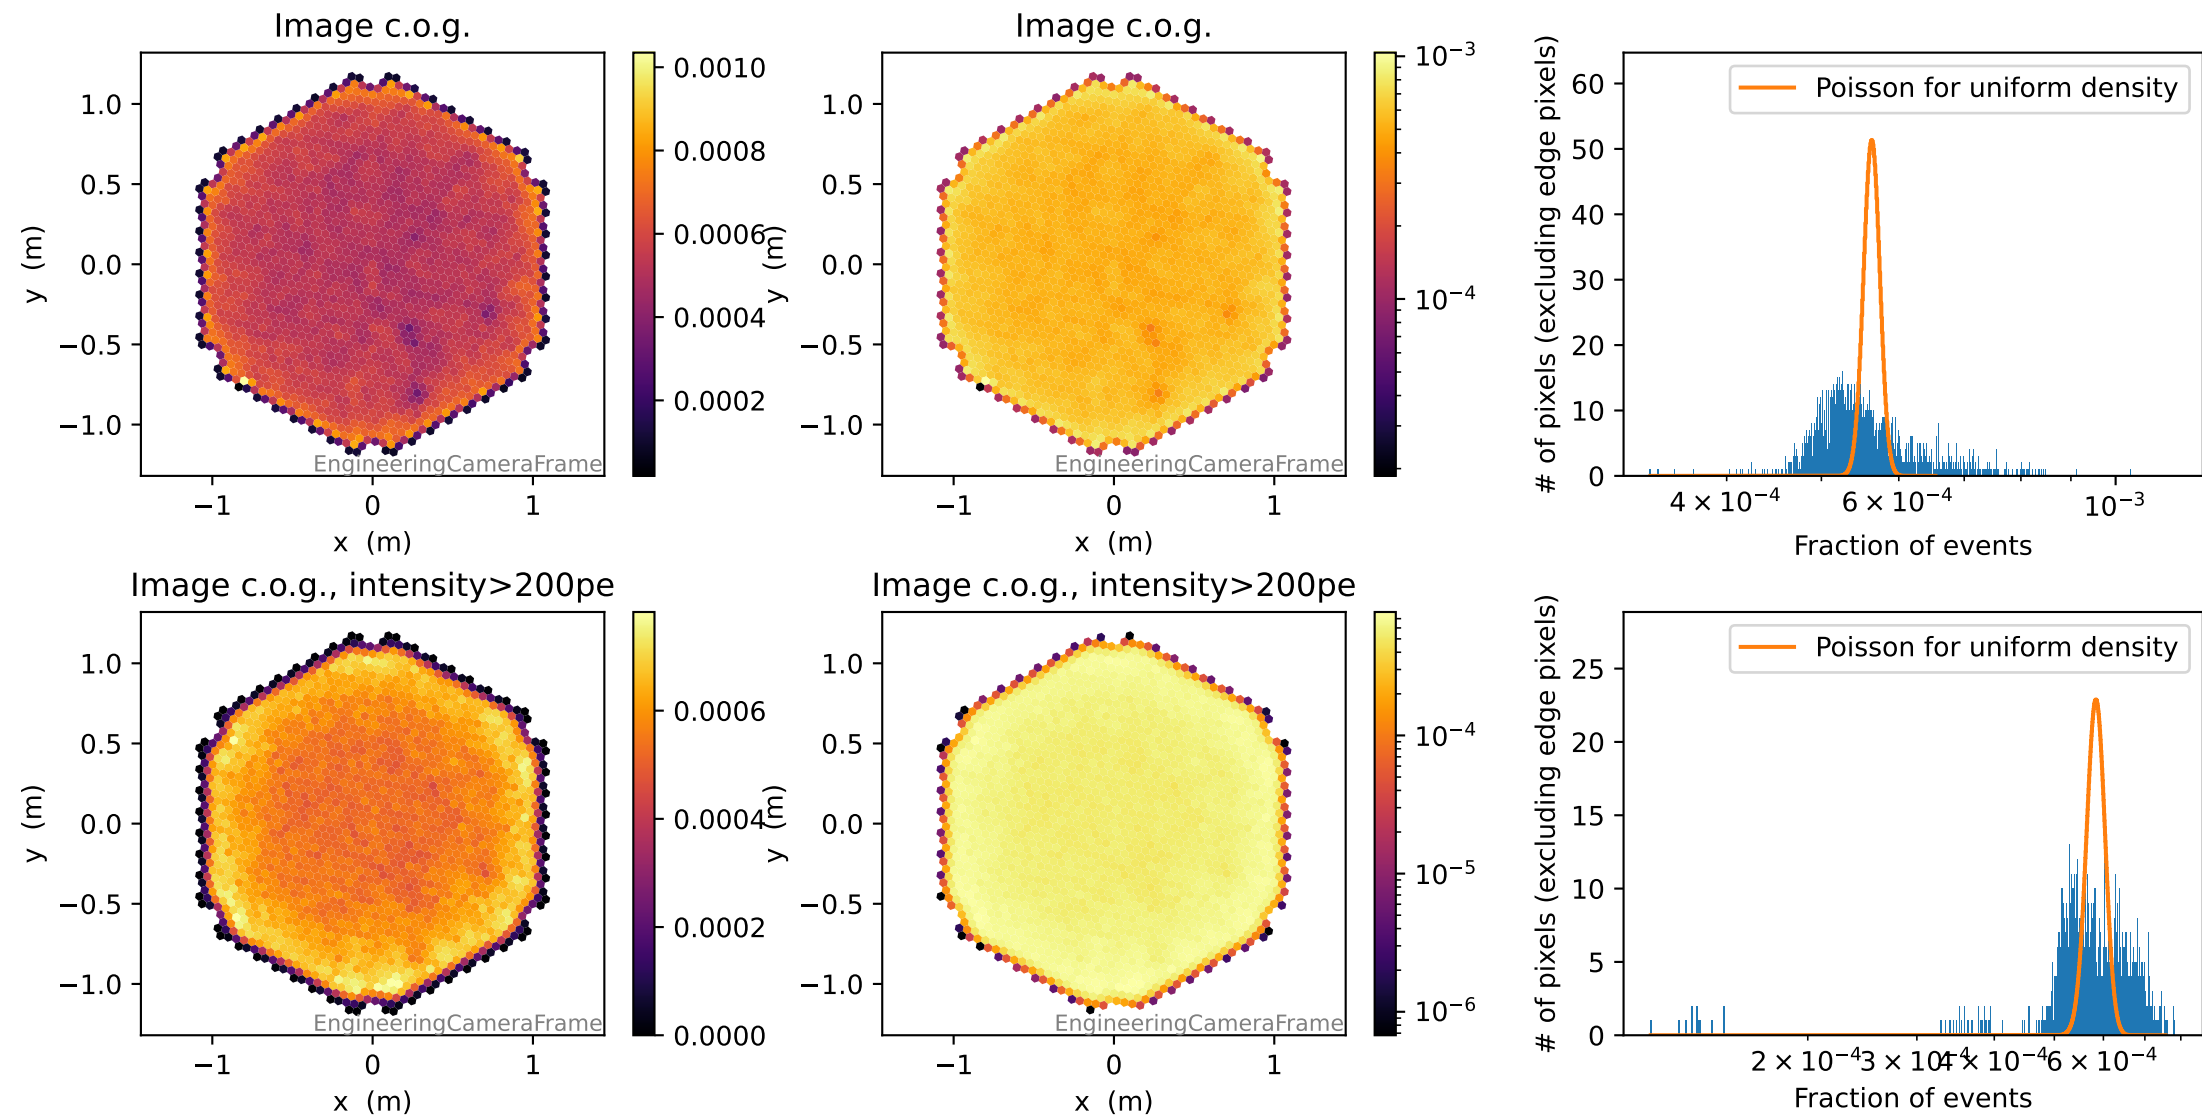 Image c.o.g.
1.0
0.5
0.0
−0.5
−1.0
y (m)
−1
0
1
x (m)
EngineeringCameraFrame
0.0010
0.0008
0.0006
0.0004
0.0002
Image c.o.g.
1.0
0.5
0.0
−0.5
−1.0
y (m)
−1
0
1
x (m)
EngineeringCameraFrame
10⁻³
10⁻⁴
# of pixels (excluding edge pixels)
60
50
40
30
20
10
0
Poisson for uniform density
4 × 10⁻⁴
6 × 10⁻⁴
10⁻³
Fraction of events
Image c.o.g., intensity>200pe
1.0
0.5
0.0
−0.5
−1.0
y (m)
−1
0
1
x (m)
EngineeringCameraFrame
0.0006
0.0004
0.0002
0.0000
Image c.o.g., intensity>200pe
1.0
0.5
0.0
−0.5
−1.0
y (m)
−1
0
1
x (m)
EngineeringCameraFrame
10⁻⁴
10⁻⁵
10⁻⁶
# of pixels (excluding edge pixels)
25
20
15
10
5
0
Poisson for uniform density
2 × 10⁻⁴
3 × 10⁻⁴
4 × 10⁻⁴
6 × 10⁻⁴
Fraction of events